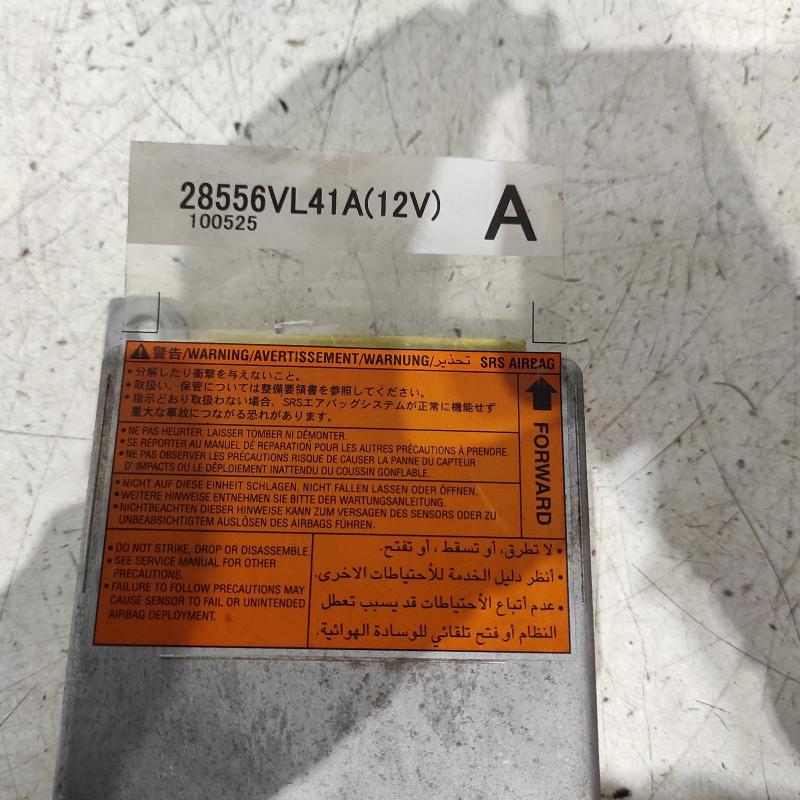 28556VL41A(12V)
100525
A
警告/WARNING/AVERTISSEMENT/WARNUNG/تحذير SRS AIRBAG
• 分解したり衝撃を与えないこと。
• 取扱い、保管については整備要領書を参照してください。
• 指示どおり取扱わない場合、SRSエアバッグシステムが正常に機能せず
重大な事故につながる恐れがあります。
FORWARD
• NE PAS HEURTER, LAISSER TOMBER NI DÉMONTER.
• SE REPORTER AU MANUEL DE RÉPARATION POUR LES AUTRES PRÉCAUTIONS À PRENDRE.
• NE PAS OBSERVER LES PRÉCAUTIONS RISQUE DE CAUSER LA PANNE DU CAPTEUR
D' IMPACTS OU LE DÉPLOIEMENT INATTENDU DU COUSSIN GONFLABLE.
• NICHT AUF DIESE EINHEIT SCHLAGEN, NICHT FALLEN LASSEN ODER ÖFFNEN.
• WEITERE HINWEISE ENTNEHMEN SIE BITTE DER WARTUNGSANLEITUNG.
• NICHTBEACHTEN DIESER HINWEISE KANN ZUM VERSAGEN DES SENSORS ODER ZU
UNBEABSICHTIGTEM AUSLÖSEN DES AIRBAGS FÜHREN.
• DO NOT STRIKE, DROP OR DISASSEMBLE.
• SEE SERVICE MANUAL FOR OTHER
PRECAUTIONS.
• FAILURE TO FOLLOW PRECAUTIONS MAY
CAUSE SENSOR TO FAIL OR UNINTENDED
AIRBAG DEPLOYMENT.
• لا تطرق، أو تسقط، أو تفتح.
• أنظر دليل الخدمة للأحتياطات الاخرى.
• عدم أتباع الأحتياطات قد يسبب تعطل
النظام أو فتح تلقائي للوسادة الهوائية.